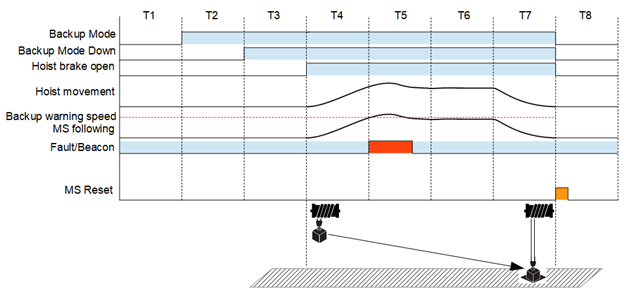 T1 T2 T3 T4 T5 T6 T7 T8
Backup Mode
Backup Mode Down
Hoist brake open
Hoist movement
Backup warning speed
MS following
Fault/Beacon
MS Reset